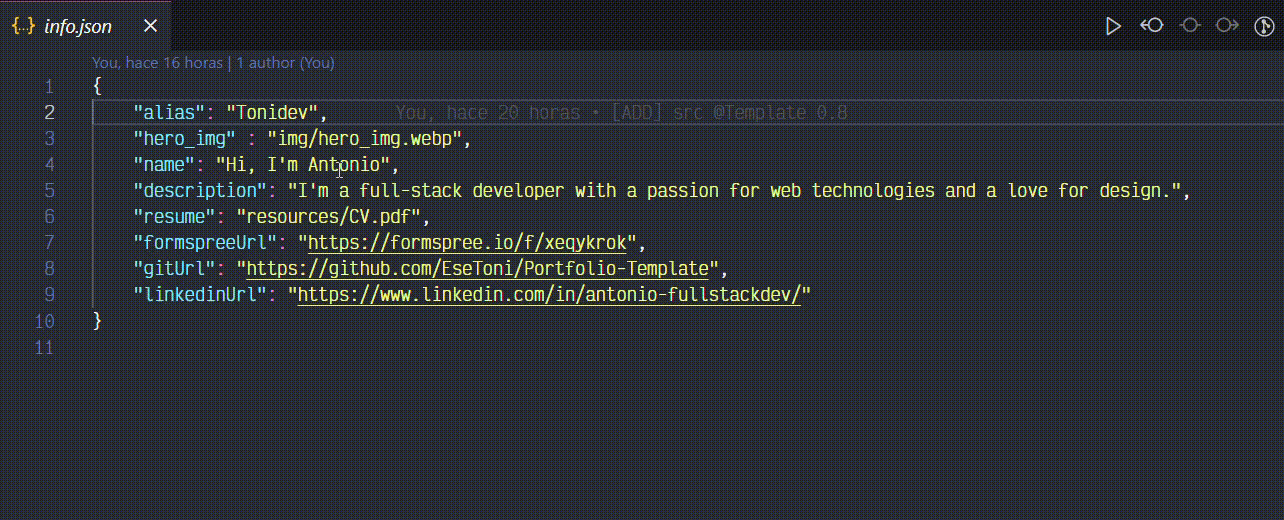 {..} info.json
You, hace 16 horas | 1 author (You)
1 {
2 "alias": "Tonidev", You, hace 20 horas • [ADD] src @Template 0.8
3 "hero_img" : "img/hero_img.webp",
4 "name": "Hi, I'm Antonio",
5 "description": "I'm a full-stack developer with a passion for web technologies and a love for design.",
6 "resume": "resources/CV.pdf",
7 "formspreeUrl": "https://formspree.io/f/xeqykrok",
8 "gitUrl": "https://github.com/EseToni/Portfolio-Template",
9 "linkedinUrl": "https://www.linkedin.com/in/antonio-fullstackdev/"
10 }
11